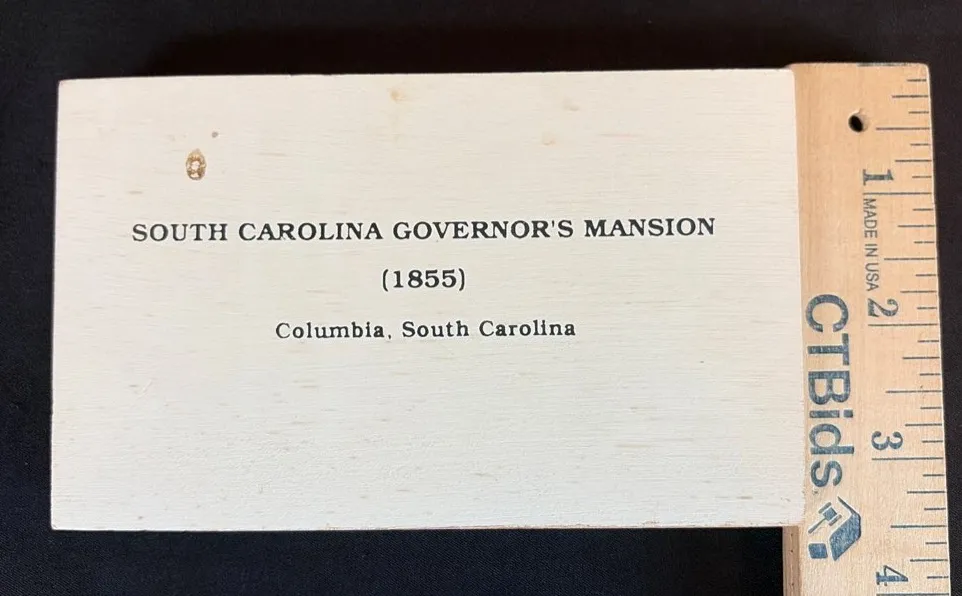 SOUTH CAROLINA GOVERNOR'S MANSION
(1855)
Columbia, South Carolina
1
MADE IN USA
2
CTBids
3
4